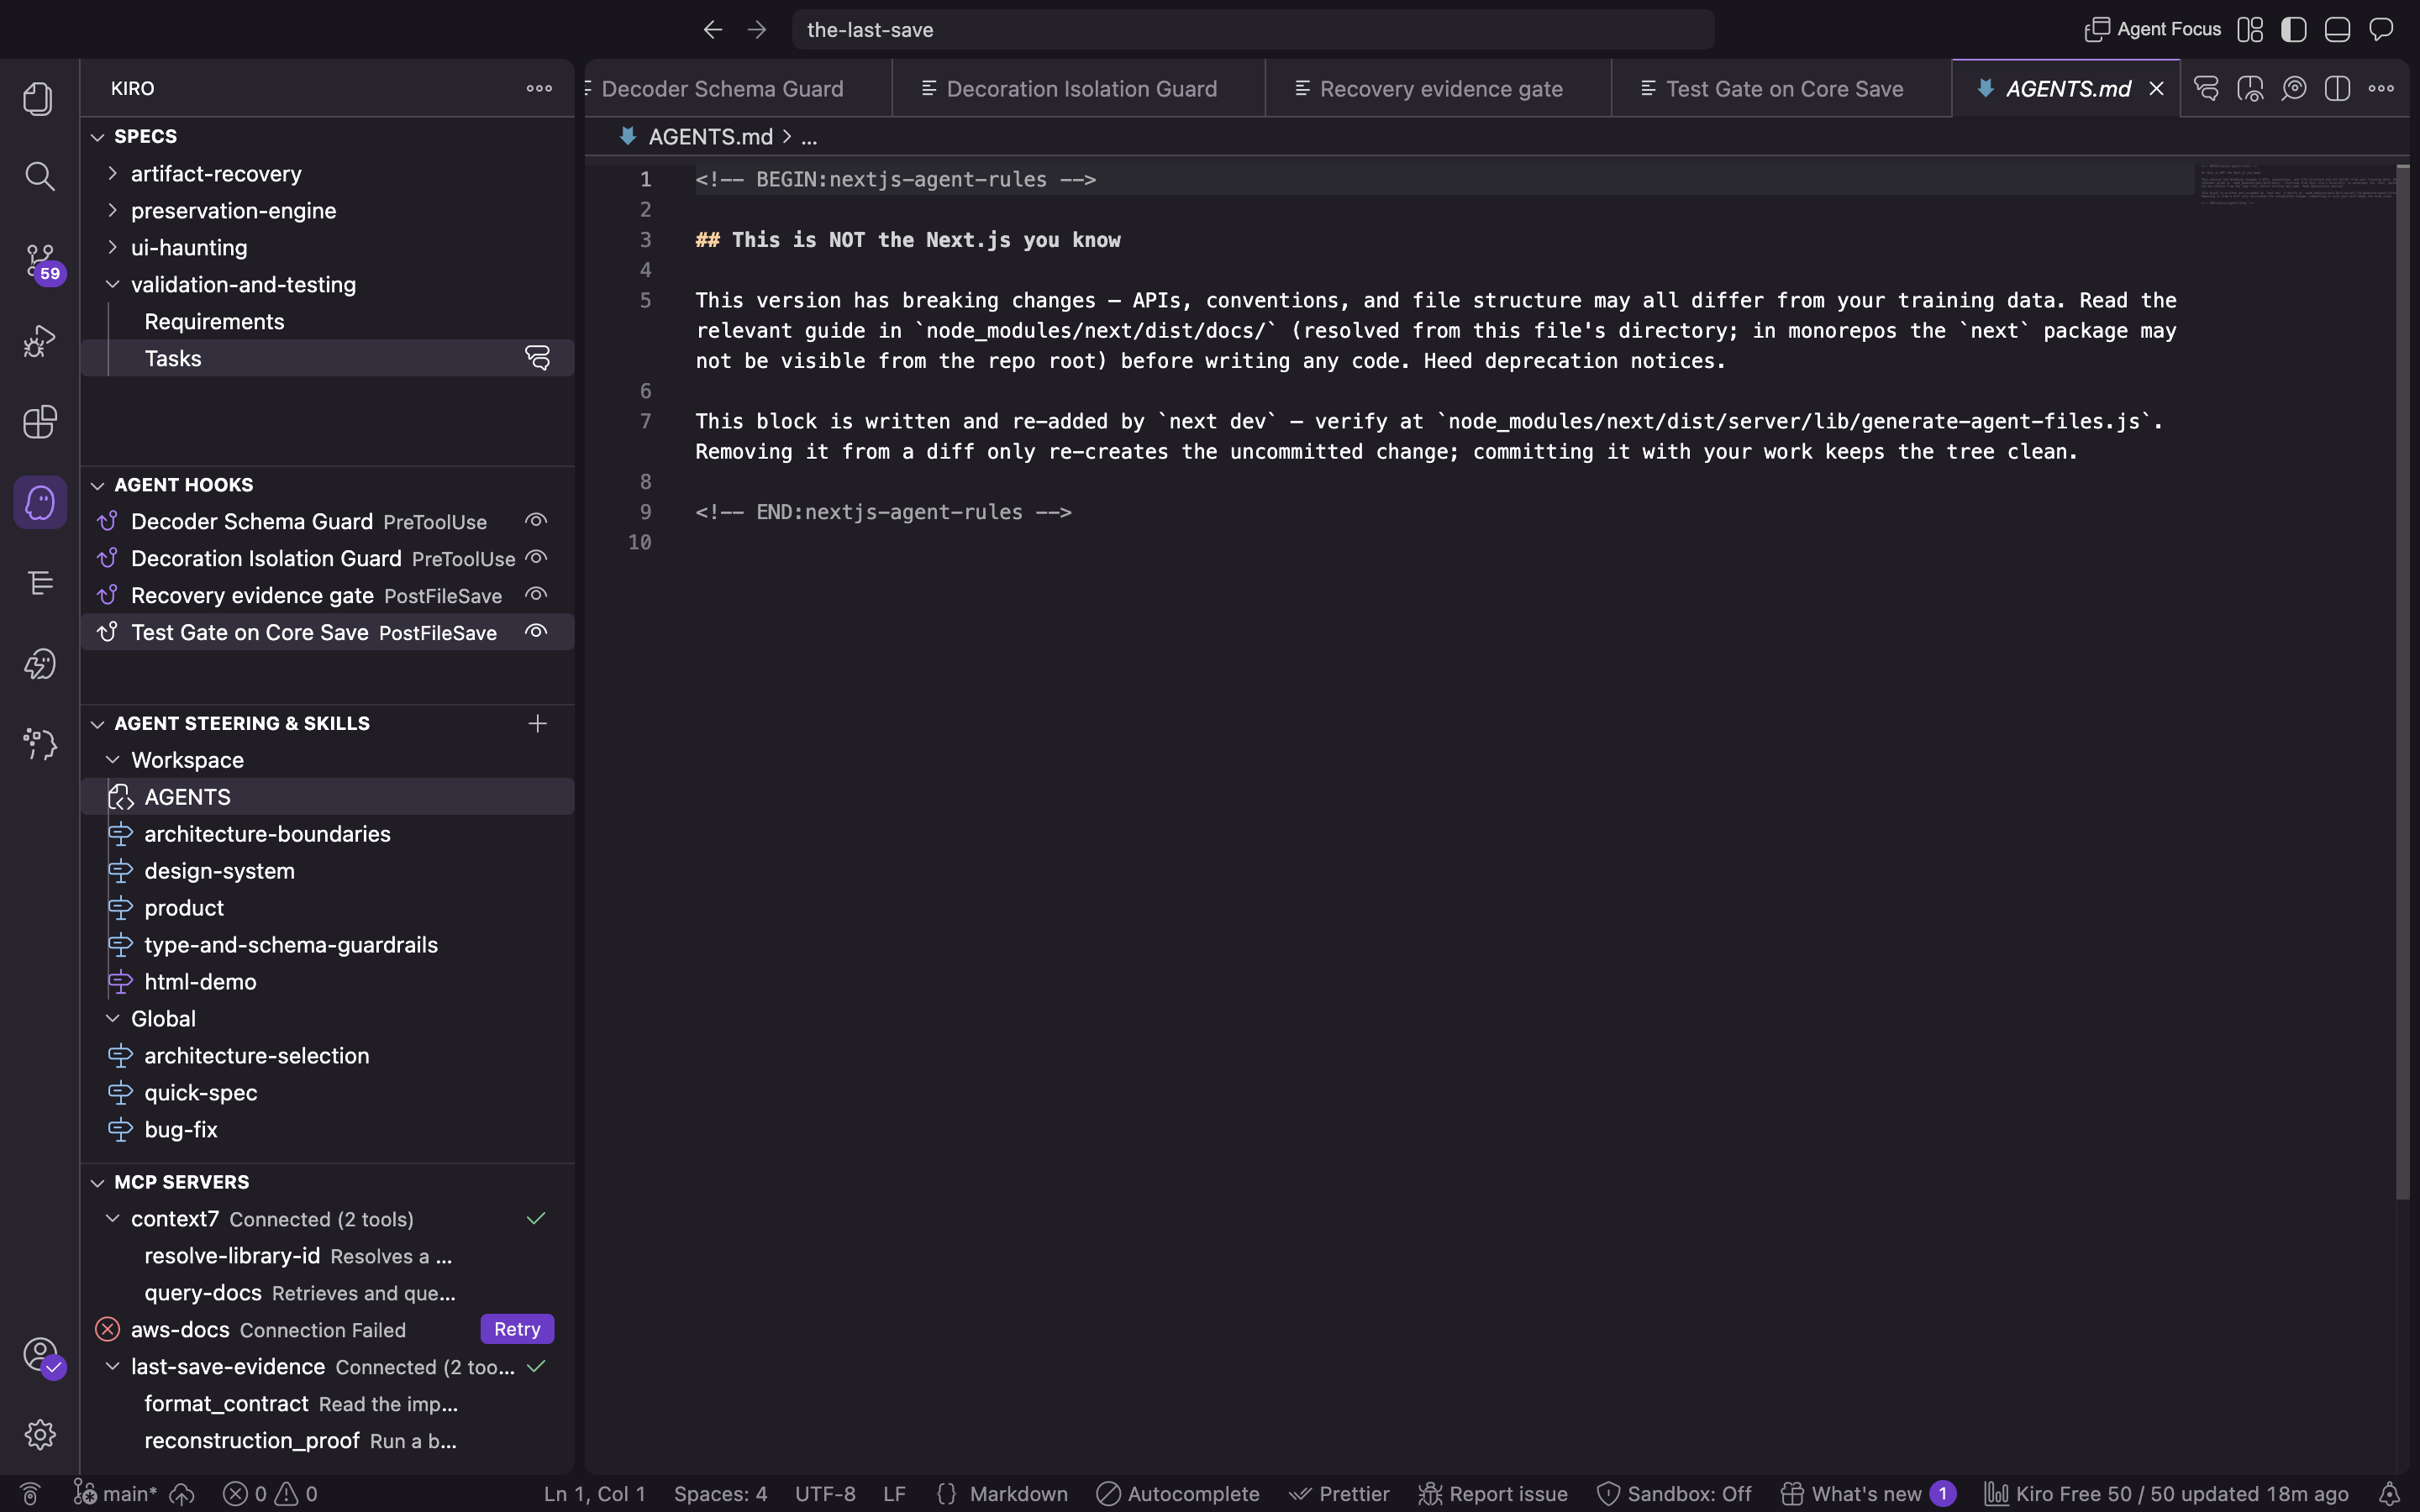 the-last-save
Agent Focus
KIRO
SPECS
artifact-recovery
preservation-engine
ui-haunting
validation-and-testing
Requirements
Tasks
59
AGENT HOOKS
Decoder Schema Guard PreToolUse
Decoration Isolation Guard PreToolUse
Recovery evidence gate PostFileSave
Test Gate on Core Save PostFileSave
AGENT STEERING & SKILLS
Workspace
AGENTS
architecture-boundaries
design-system
product
type-and-schema-guardrails
html-demo
Global
architecture-selection
quick-spec
bug-fix
MCP SERVERS
context7 Connected (2 tools)
resolve-library-id Resolves a ...
query-docs Retrieves and que...
aws-docs Connection Failed Retry
last-save-evidence Connected (2 too...
format_contract Read the imp...
reconstruction_proof Run a b...
Decoder Schema Guard
Decoration Isolation Guard
Recovery evidence gate
Test Gate on Core Save
AGENTS.md
AGENTS.md > ...
1 <!-- BEGIN:nextjs-agent-rules -->
2
3 ## This is NOT the Next.js you know
4
5 This version has breaking changes — APIs, conventions, and file structure may all differ from your training data. Read the
relevant guide in `node_modules/next/dist/docs/` (resolved from this file's directory; in monorepos the `next` package may
not be visible from the repo root) before writing any code. Heed deprecation notices.
6
7 This block is written and re-added by `next dev` — verify at `node_modules/next/dist/server/lib/generate-agent-files.js`.
Removing it from a diff only re-creates the uncommitted change; committing it with your work keeps the tree clean.
8
9 <!-- END:nextjs-agent-rules -->
10
main* 0 0 Ln 1, Col 1 Spaces: 4 UTF-8 LF {} Markdown Autocomplete Prettier Report issue Sandbox: Off What's new 1 Kiro Free 50 / 50 updated 18m ago